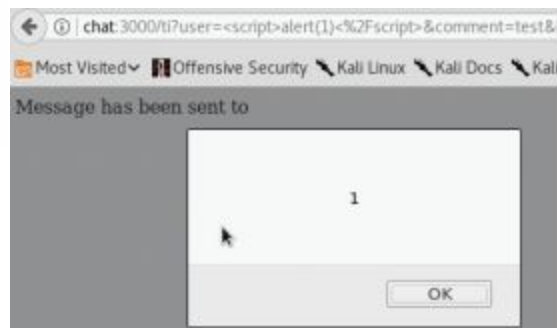 chat:3000/ti?user=<script>alert(1)<%2Fscript>&comment=test&
Most Visited Offensive Security Kali Linux Kali Docs Kali
Message has been sent to
1
OK